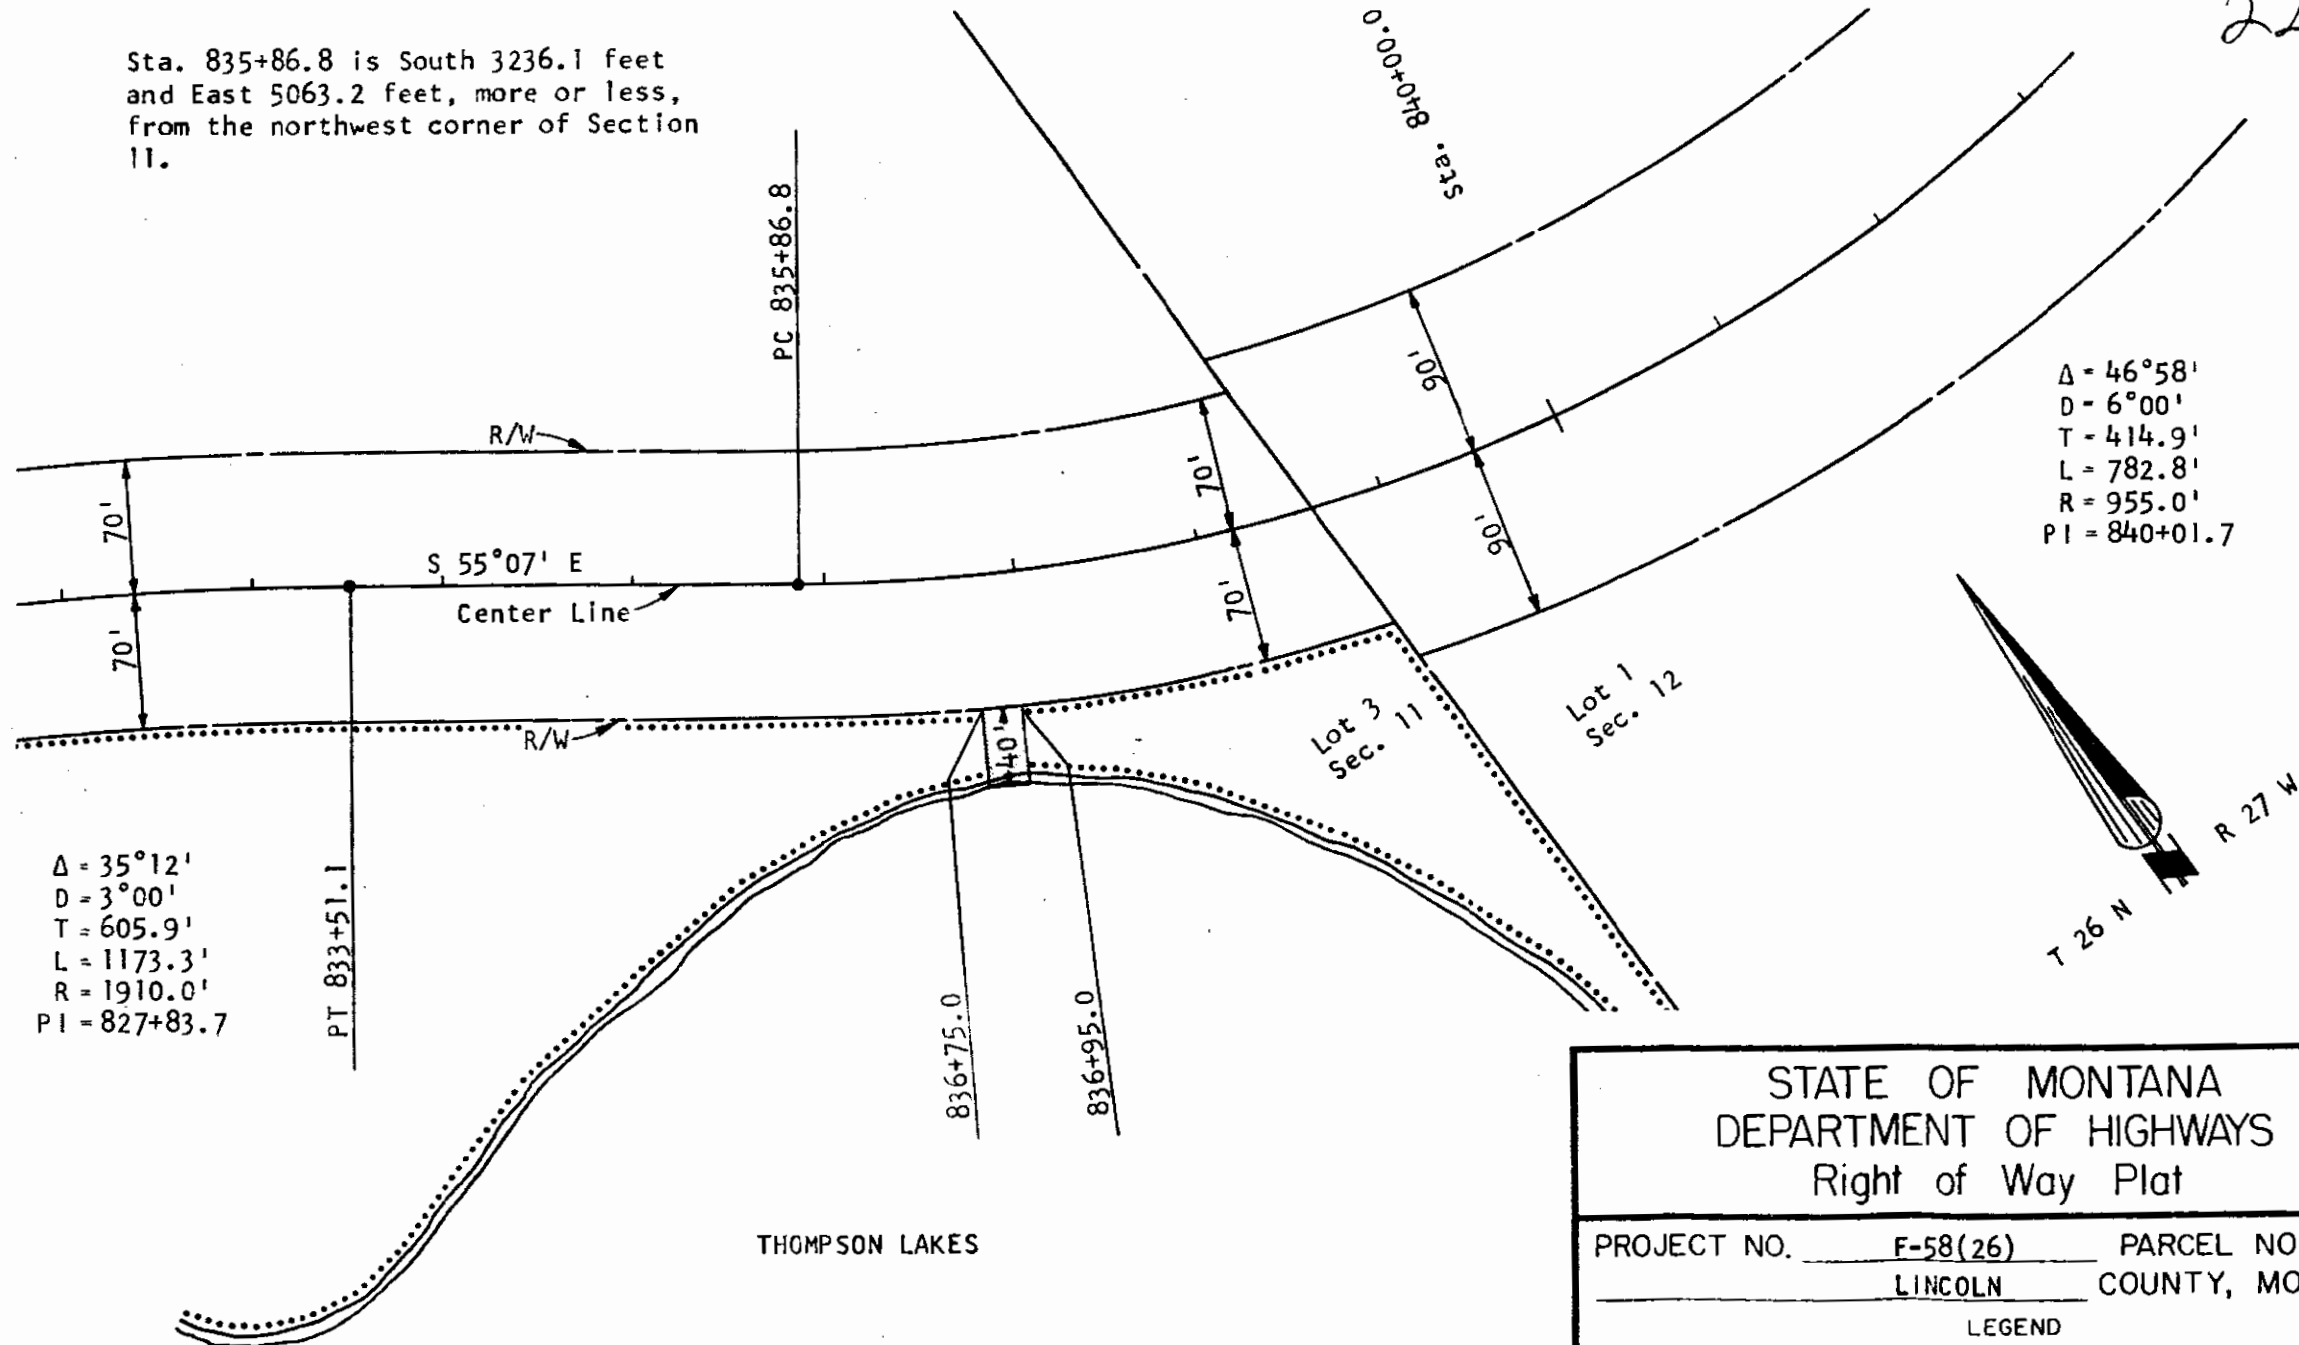 Sta. 835+86.8 is South 3236.1 feet
and East 5063.2 feet, more or less,
from the northwest corner of Section
11.
PC 835+86.8
Sta. 840+00.0
R/W
70'
70'
S 55°07' E
Center Line
70'
70'
90'
90'
Δ = 46°58'
D = 6°00'
T = 414.9'
L = 782.8'
R = 955.0'
PI = 840+01.7
R/W
40'
Lot 3
Sec. 11
Lot 1
Sec. 12
R 27 W
T 26 N
Δ = 35°12'
D = 3°00'
T = 605.9'
L = 1173.3'
R = 1910.0'
PI = 827+83.7
PT 833+51.1
836+75.0
836+95.0
THOMPSON LAKES
STATE OF MONTANA
DEPARTMENT OF HIGHWAYS
Right of Way Plat
PROJECT NO. F-58(26) PARCEL NO
LINCOLN COUNTY, MO
LEGEND